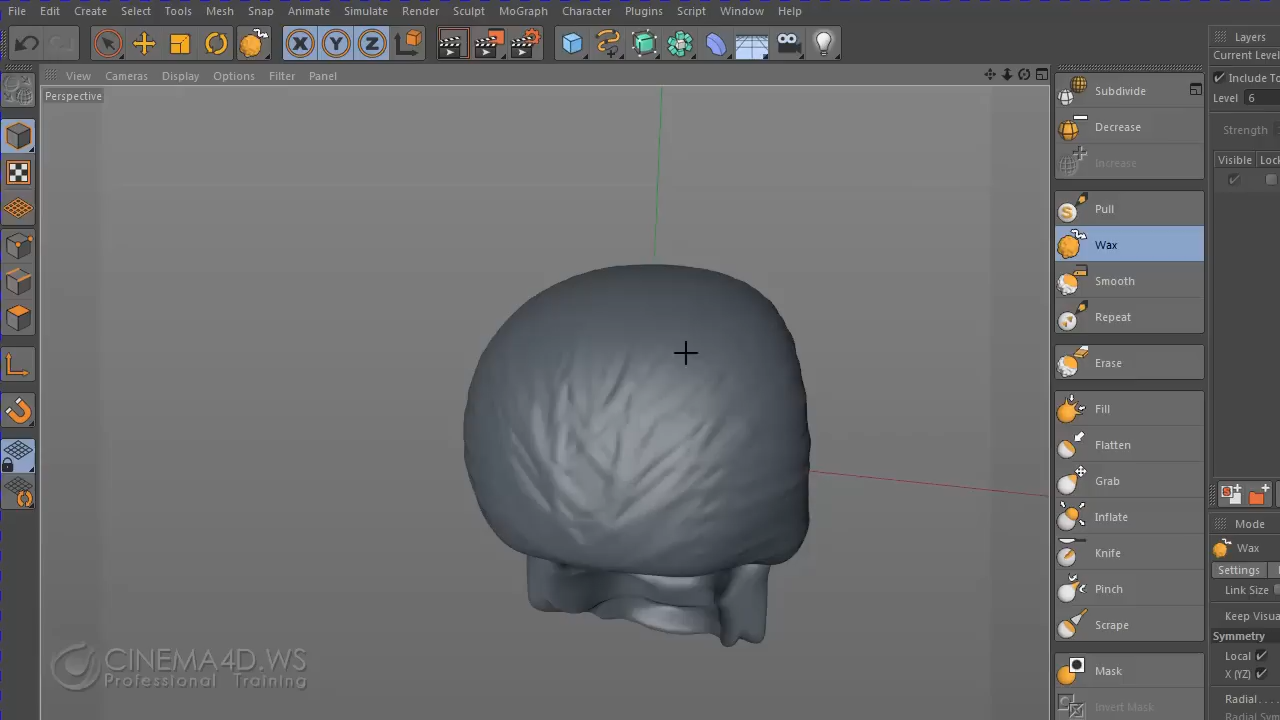 File Edit Create Select Tools Mesh Snap Animate Simulate Render Sculpt MoGraph Character Plugins Script Window Help
Layers
Current Level
View Cameras Display Options Filter Panel
Include To
Perspective
Subdivide
Level 6
Decrease
Strength
Increase
Visible Lock
Pull
Wax
Smooth
Repeat
Erase
Fill
Flatten
Grab
Inflate
Mode
Knife
Wax
Settings
Pinch
Link Size
Keep Visua
Scrape
Symmetry
Local
CINEMA4D.WS
Mask
X (YZ)
Professional Training
Radial
Invert Mask
Radial Sym